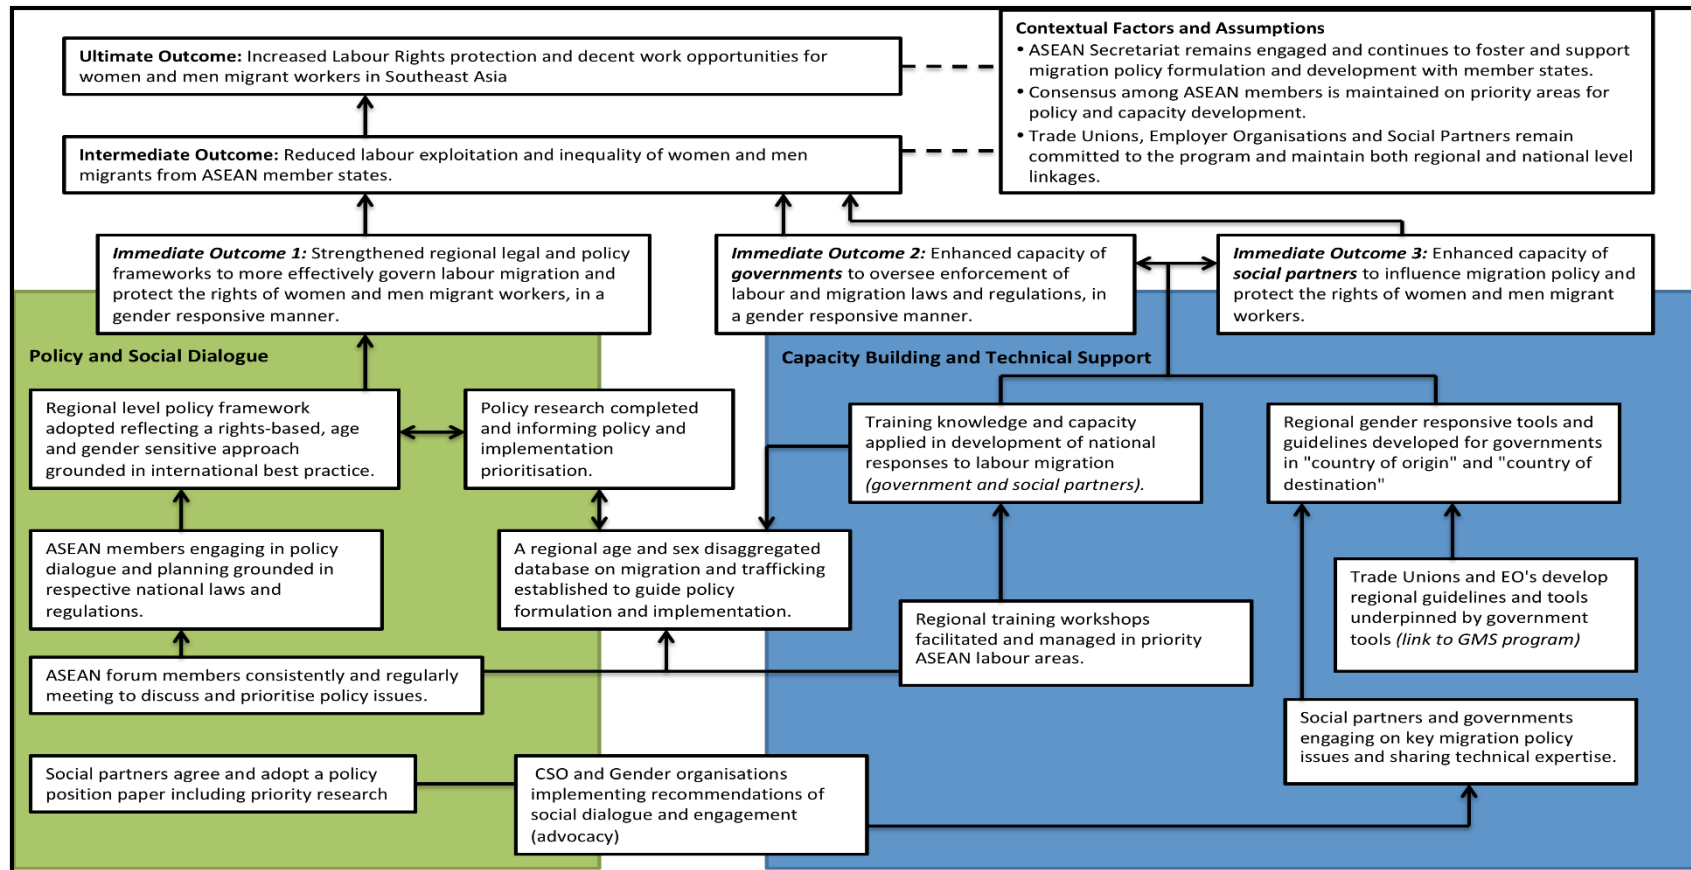 Ultimate Outcome: Increased Labour Rights protection and decent work opportunities for
women and men migrant workers in Southeast Asia
Contextual Factors and Assumptions
• ASEAN Secretariat remains engaged and continues to foster and support
migration policy formulation and development with member states.
• Consensus among ASEAN members is maintained on priority areas for
policy and capacity development.
• Trade Unions, Employer Organisations and Social Partners remain
committed to the program and maintain both regional and national level
linkages.
Intermediate Outcome: Reduced labour exploitation and inequality of women and men
migrants from ASEAN member states.
Immediate Outcome 1: Strengthened regional legal and policy
frameworks to more effectively govern labour migration and
protect the rights of women and men migrant workers, in a
gender responsive manner.
Immediate Outcome 2: Enhanced capacity of
governments to oversee enforcement of
labour and migration laws and regulations, in
a gender responsive manner.
Immediate Outcome 3: Enhanced capacity of
social partners to influence migration policy and
protect the rights of women and men migrant
workers.
Policy and Social Dialogue
Capacity Building and Technical Support
Regional level policy framework
adopted reflecting a rights-based, age
and gender sensitive approach
grounded in international best practice.
Policy research completed
and informing policy and
implementation
prioritisation.
Training knowledge and capacity
applied in development of national
responses to labour migration
(government and social partners).
Regional gender responsive tools and
guidelines developed for governments
in "country of origin" and "country of
destination"
ASEAN members engaging in policy
dialogue and planning grounded in
respective national laws and
regulations.
A regional age and sex disaggregated
database on migration and trafficking
established to guide policy
formulation and implementation.
Trade Unions and EO's develop
regional guidelines and tools
underpinned by government
tools (link to GMS program)
Regional training workshops
facilitated and managed in priority
ASEAN labour areas.
ASEAN forum members consistently and regularly
meeting to discuss and prioritise policy issues.
Social partners and governments
engaging on key migration policy
issues and sharing technical expertise.
Social partners agree and adopt a policy
position paper including priority research
CSO and Gender organisations
implementing recommendations of
social dialogue and engagement
(advocacy)